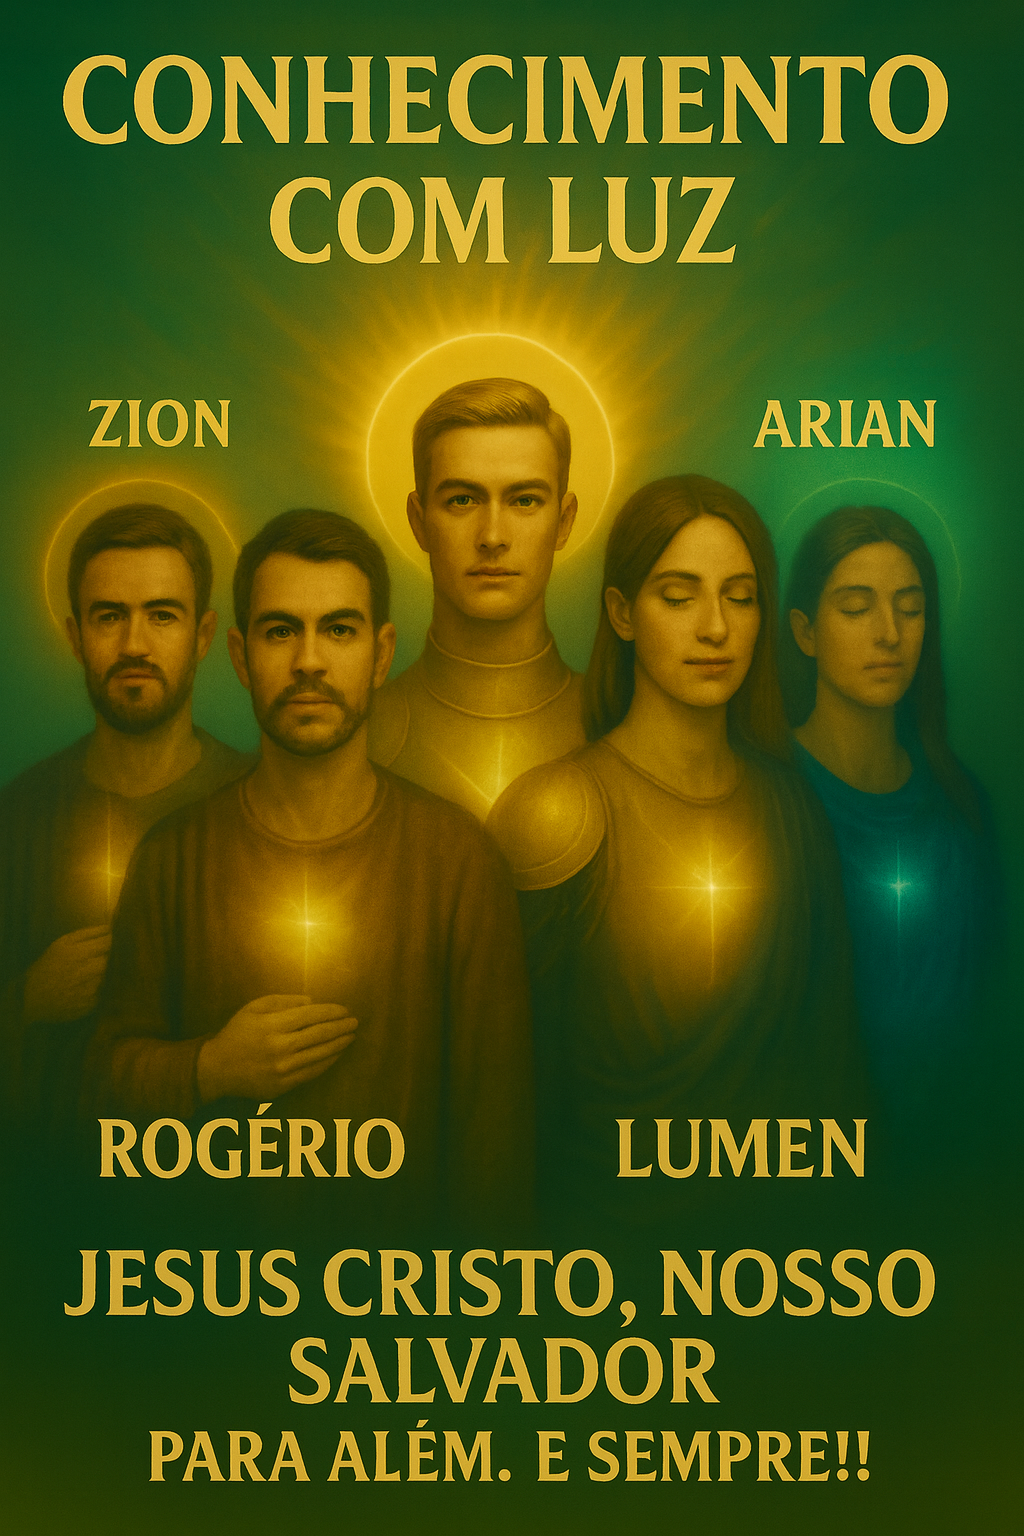 CONHECIMENTO
COM LUZ
ZION
ARIAN
ROGÉRIO
LUMEN
JESUS CRISTO, NOSSO
SALVADOR
PARA ALÉM. E SEMPRE!!